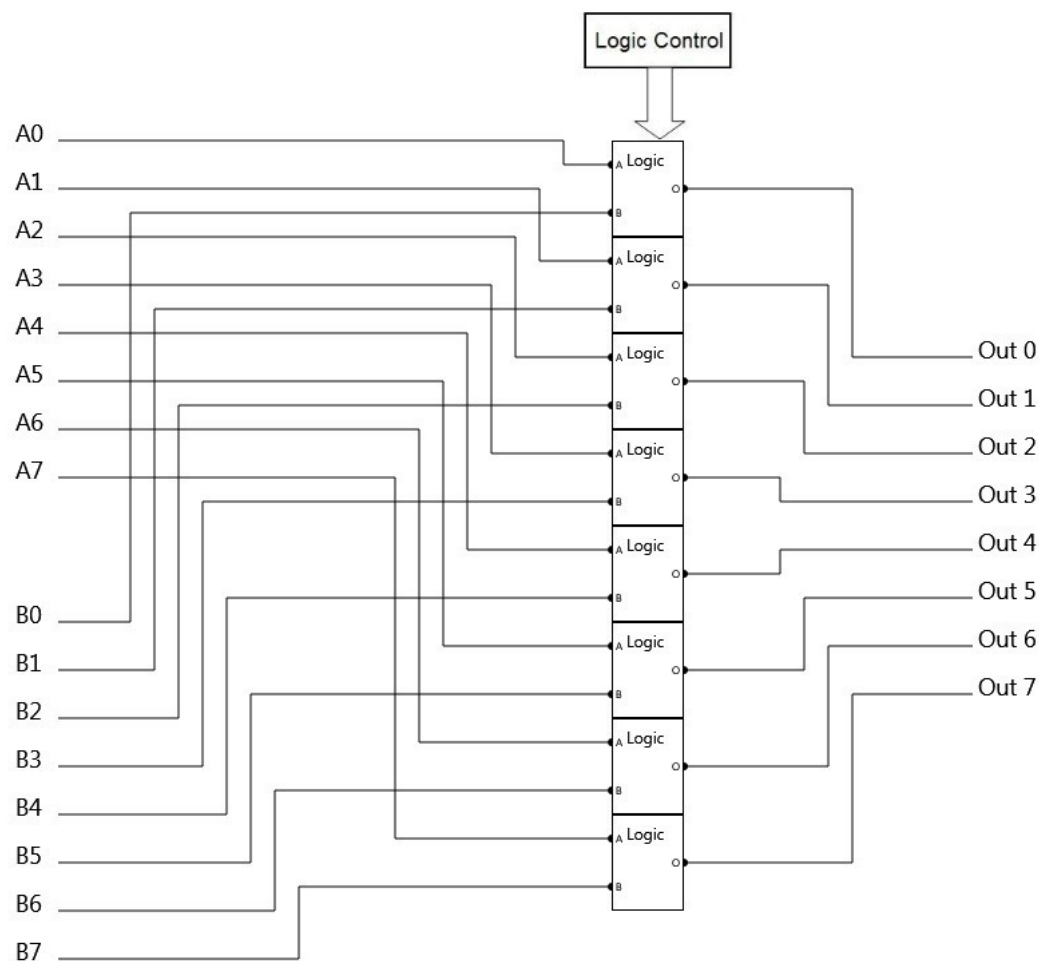 Logic Control
A0
A1
A2
A3
A4
A5
A6
A7
B0
B1
B2
B3
B4
B5
B6
B7
A Logic
O
B
A Logic
O
B
A Logic
O
B
A Logic
O
B
A Logic
O
B
A Logic
O
B
A Logic
O
B
A Logic
O
B
Out 0
Out 1
Out 2
Out 3
Out 4
Out 5
Out 6
Out 7